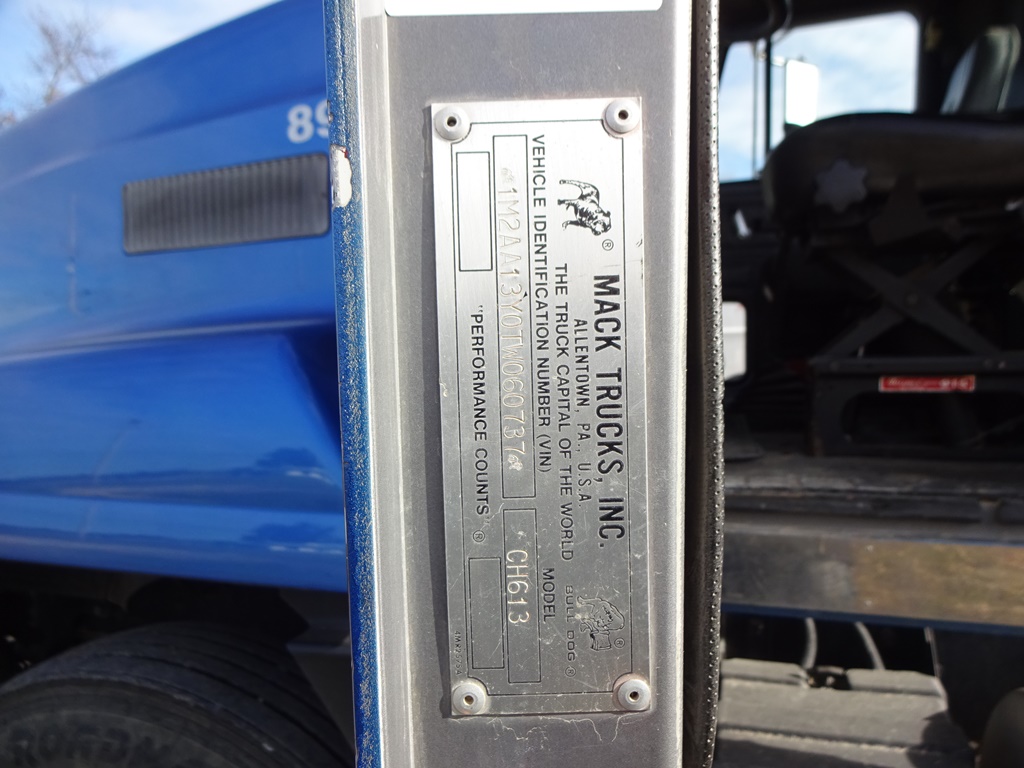 MACK TRUCKS, INC.
ALLENTOWN, PA., U.S.A.
THE TRUCK CAPITAL OF THE WORLD
BULL DOG®
VEHICLE IDENTIFICATION NUMBER (VIN)
MODEL
1M2AA13Y0TW060737
CH613
"PERFORMANCE COUNTS"®
89